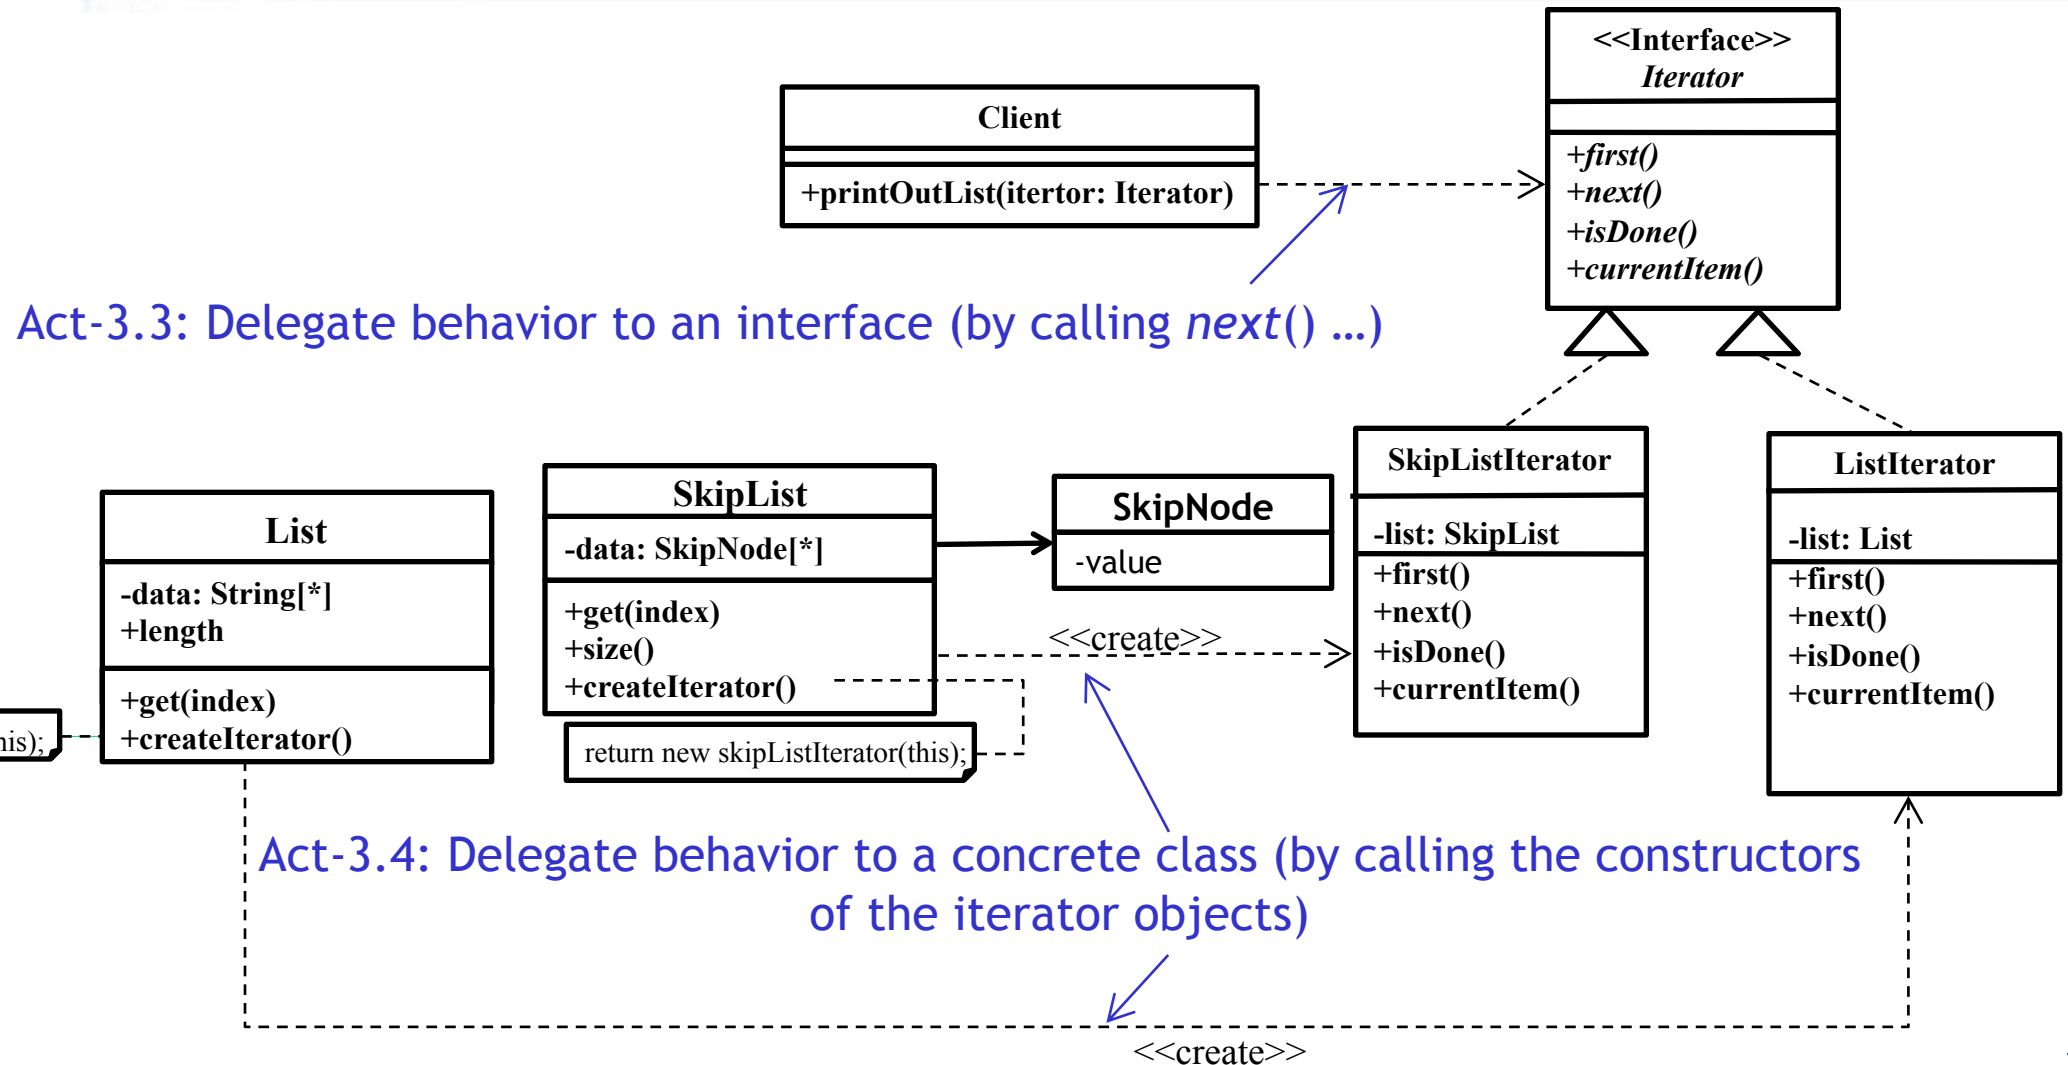 <<Interface>>
Iterator
+first()
+next()
+isDone()
+currentItem()
Client
+printOutList(itertor: Iterator)
Act-3.3: Delegate behavior to an interface (by calling next() …)
List
-data: String[*]
+length
+get(index)
+createIterator()
SkipList
-data: SkipNode[*]
+get(index)
+size()
+createIterator()
return new skipListIterator(this);
SkipNode
-value
<<create>>
SkipListIterator
-list: SkipList
+first()
+next()
+isDone()
+currentItem()
ListIterator
-list: List
+first()
+next()
+isDone()
+currentItem()
Act-3.4: Delegate behavior to a concrete class (by calling the constructors
of the iterator objects)
<<create>>